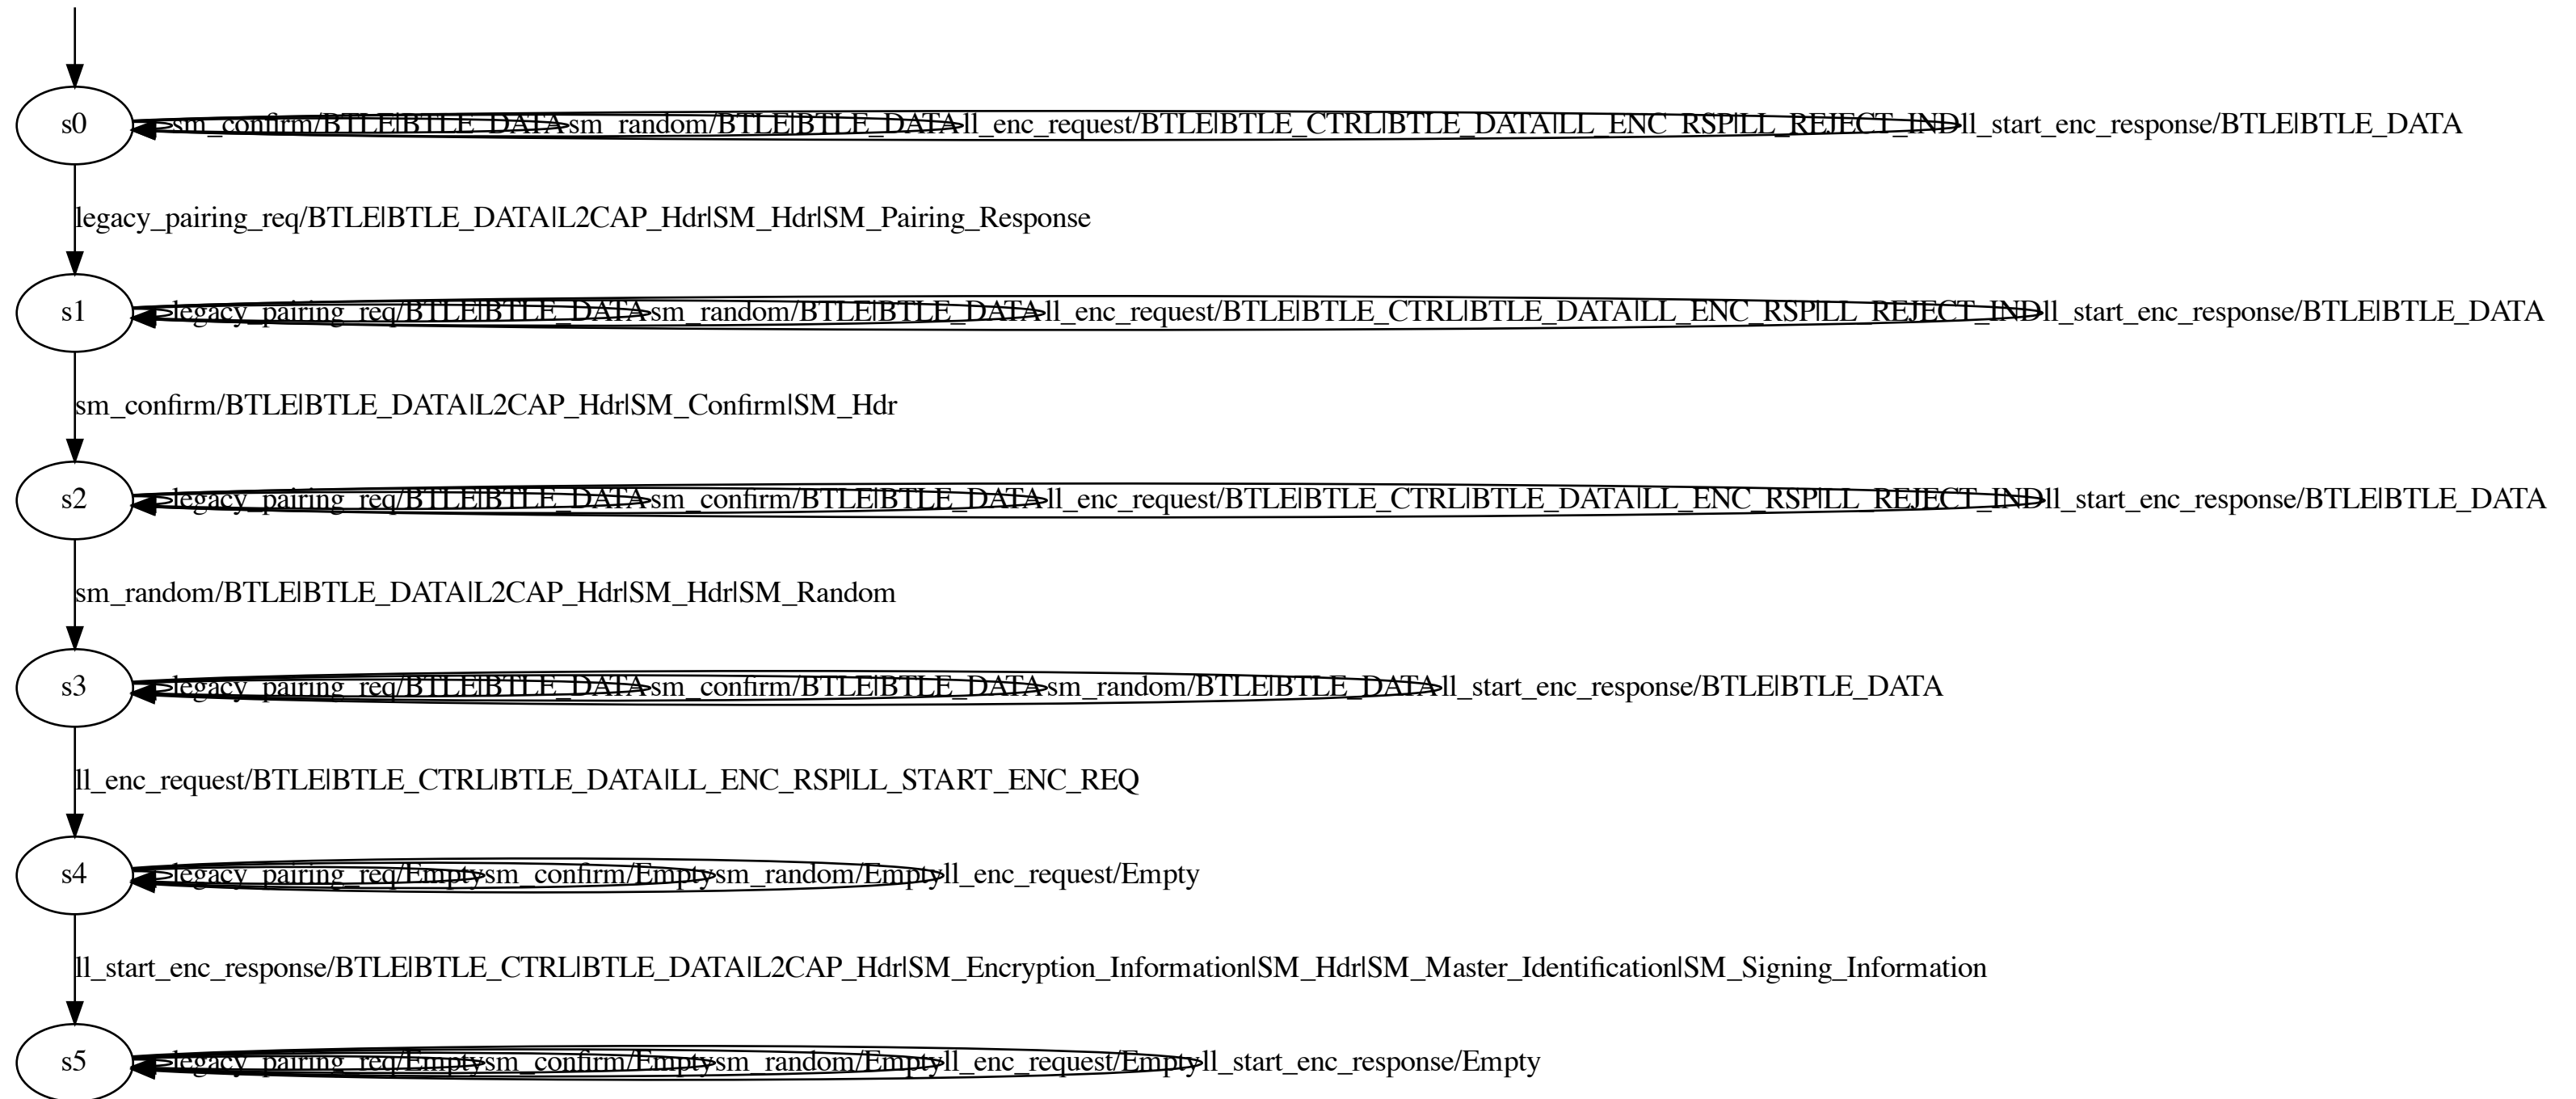 s0 sm_confirm/BTLE|BTLE_DATA sm_random/BTLE|BTLE_DATA ll_enc_request/BTLE|BTLE_CTRL|BTLE_DATA|LL_ENC_RSP|LL_REJECT_IND ll_start_enc_response/BTLE|BTLE_DATA
legacy_pairing_req/BTLE|BTLE_DATA|L2CAP_Hdr|SM_Hdr|SM_Pairing_Response
s1 legacy_pairing_req/BTLE|BTLE_DATA sm_random/BTLE|BTLE_DATA ll_enc_request/BTLE|BTLE_CTRL|BTLE_DATA|LL_ENC_RSP|LL_REJECT_IND ll_start_enc_response/BTLE|BTLE_DATA
sm_confirm/BTLE|BTLE_DATA|L2CAP_Hdr|SM_Confirm|SM_Hdr
s2 legacy_pairing_req/BTLE|BTLE_DATA sm_confirm/BTLE|BTLE_DATA ll_enc_request/BTLE|BTLE_CTRL|BTLE_DATA|LL_ENC_RSP|LL_REJECT_IND ll_start_enc_response/BTLE|BTLE_DATA
sm_random/BTLE|BTLE_DATA|L2CAP_Hdr|SM_Hdr|SM_Random
s3 legacy_pairing_req/BTLE|BTLE_DATA sm_confirm/BTLE|BTLE_DATA sm_random/BTLE|BTLE_DATA ll_start_enc_response/BTLE|BTLE_DATA
ll_enc_request/BTLE|BTLE_CTRL|BTLE_DATA|LL_ENC_RSP|LL_START_ENC_REQ
s4 legacy_pairing_req/Empty sm_confirm/Empty sm_random/Empty ll_enc_request/Empty
ll_start_enc_response/BTLE|BTLE_CTRL|BTLE_DATA|L2CAP_Hdr|SM_Encryption_Information|SM_Hdr|SM_Master_Identification|SM_Signing_Information
s5 legacy_pairing_req/Empty sm_confirm/Empty sm_random/Empty ll_enc_request/Empty ll_start_enc_response/Empty